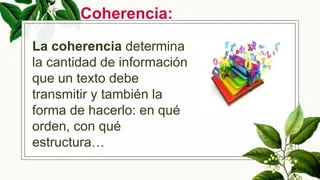 Coherencia:
La coherencia determina
la cantidad de información
que un texto debe
transmitir y también la
forma de hacerlo: en qué
orden, con qué
estructura…